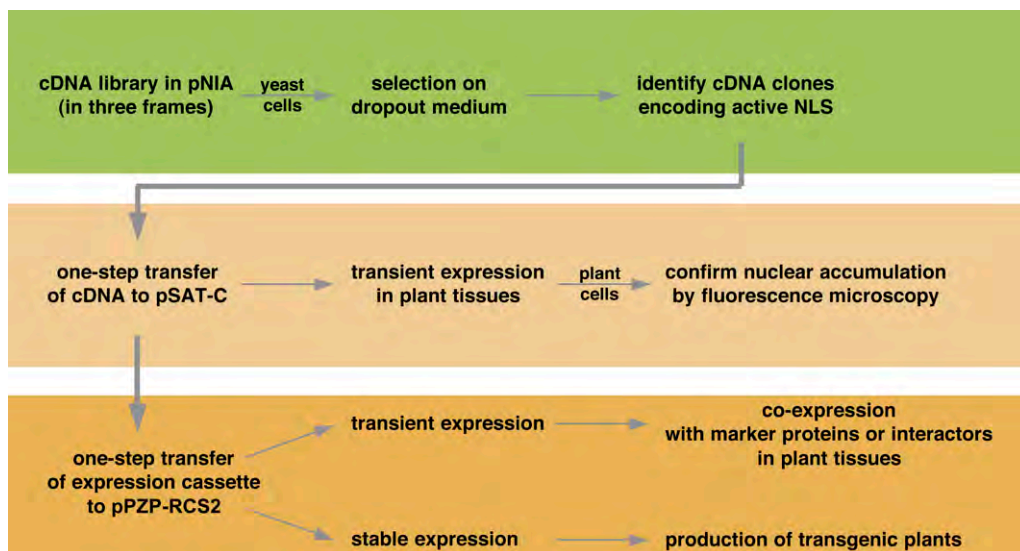 cDNA library in pNIA
(in three frames)
yeast
cells
selection on
dropout medium
identify cDNA clones
encoding active NLS
one-step transfer
of cDNA to pSAT-C
transient expression
in plant tissues
plant
cells
confirm nuclear accumulation
by fluorescence microscopy
one-step transfer
of expression cassette
to pPZP-RCS2
transient expression
co-expression
with marker proteins or interactors
in plant tissues
stable expression
production of transgenic plants